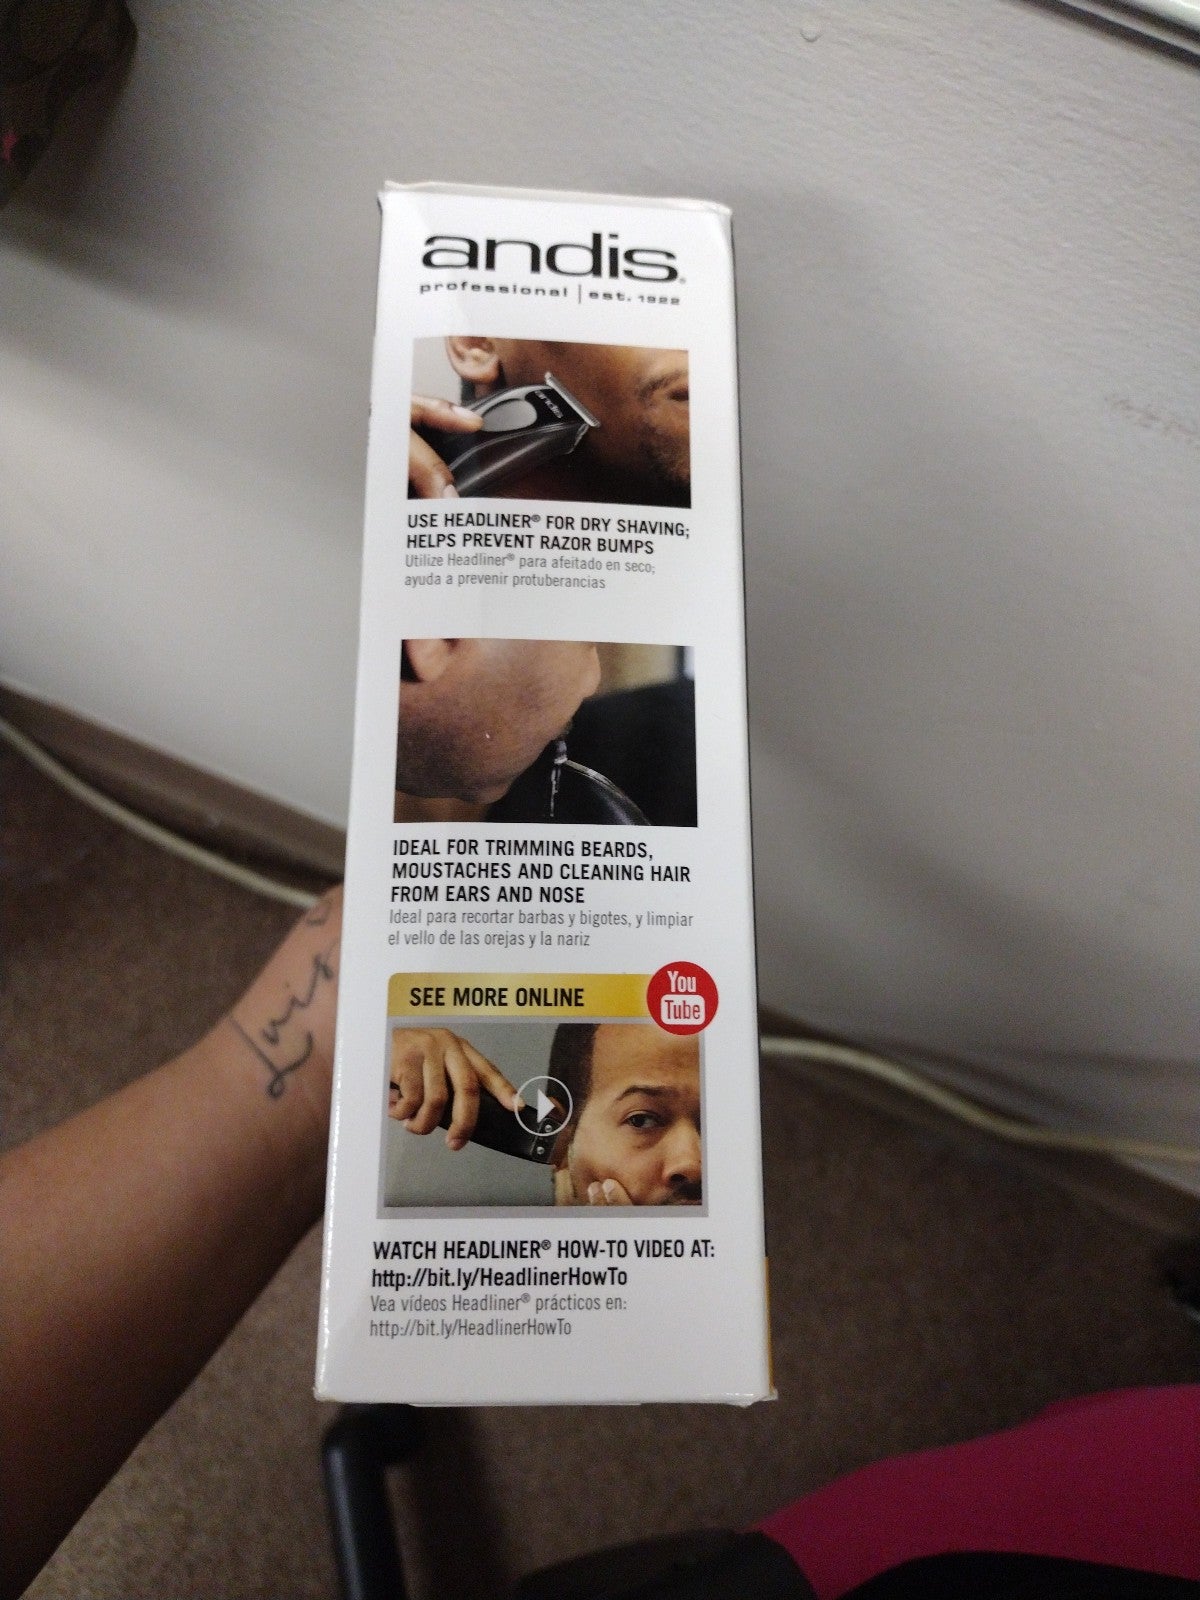 andis®
professional | est. 1922
andis
USE HEADLINER® FOR DRY SHAVING;
HELPS PREVENT RAZOR BUMPS
Utilize Headliner® para afeitado en seco;
ayuda a prevenir protuberancias
IDEAL FOR TRIMMING BEARDS,
MOUSTACHES AND CLEANING HAIR
FROM EARS AND NOSE
Ideal para recortar barbas y bigotes, y limpiar
el vello de las orejas y la nariz
SEE MORE ONLINE
You
Tube
WATCH HEADLINER® HOW-TO VIDEO AT:
http://bit.ly/HeadlinerHowTo
Vea vídeos Headliner® prácticos en:
http://bit.ly/HeadlinerHowTo
Luis